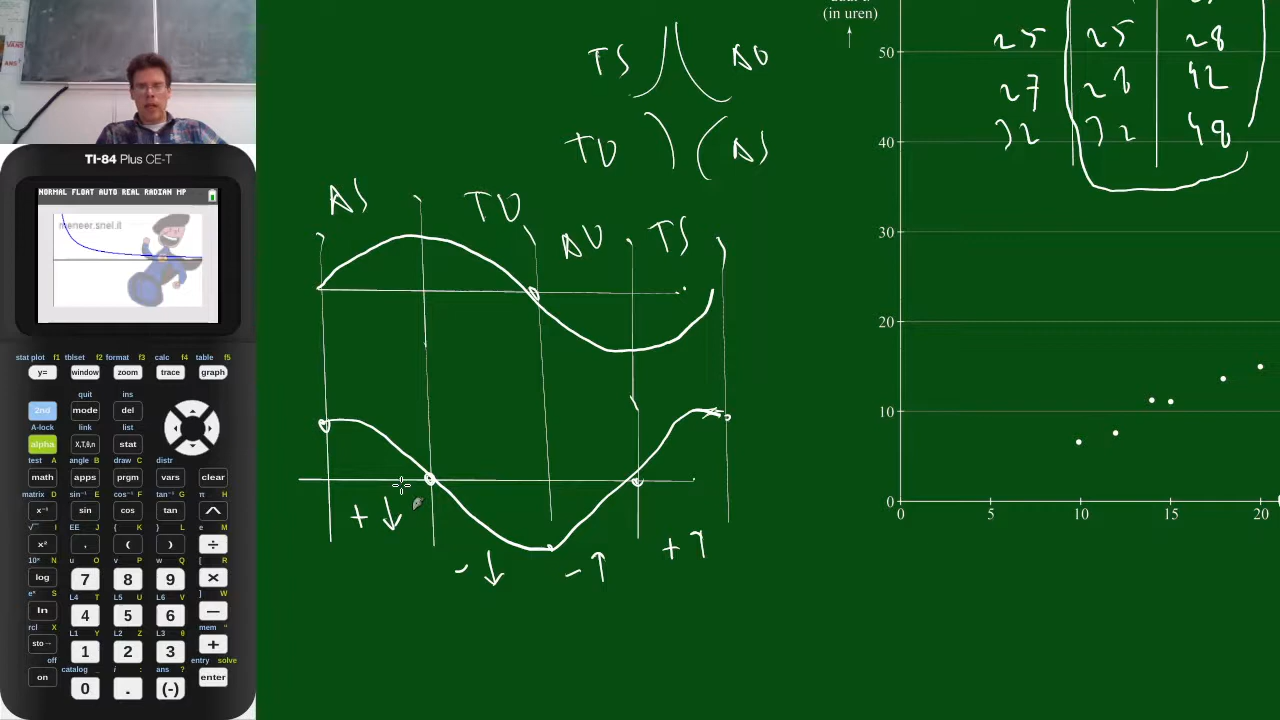 TS AU
TD AS
AS TD AU TS
+ ↓ - ↓ - ↑ + ↑
(in uren)
↑
50
40
30
20
10
0
0 5 10 15 20
25 25 28
27 28 42
32 32 48
TI-84 Plus CE-T
NORMAL FLOAT AUTO REAL RADIAN MP
meneer.snel.it
stat plot f1 tblset f2 format f3 calc f4 table f5
y= window zoom trace graph
quit ins
2nd mode del
A-lock link list
alpha X,T,θ,n stat
test A angle B draw C distr
math apps prgm vars clear
matrix D sin⁻¹ E cos⁻¹ F tan⁻¹ G π H
x⁻¹ sin cos tan ^
√ I EE J { K } L e M
x² , ( ) ÷
10ˣ N u O v P w Q [ R
log 7 8 9 ×
eˣ S L4 T L5 U L6 V ] W
ln 4 5 6 —
rcl X L1 Y L2 Z L3 θ mem "
sto→ 1 2 3 +
off catalog i : ans ? entry solve
on 0 . (-) enter